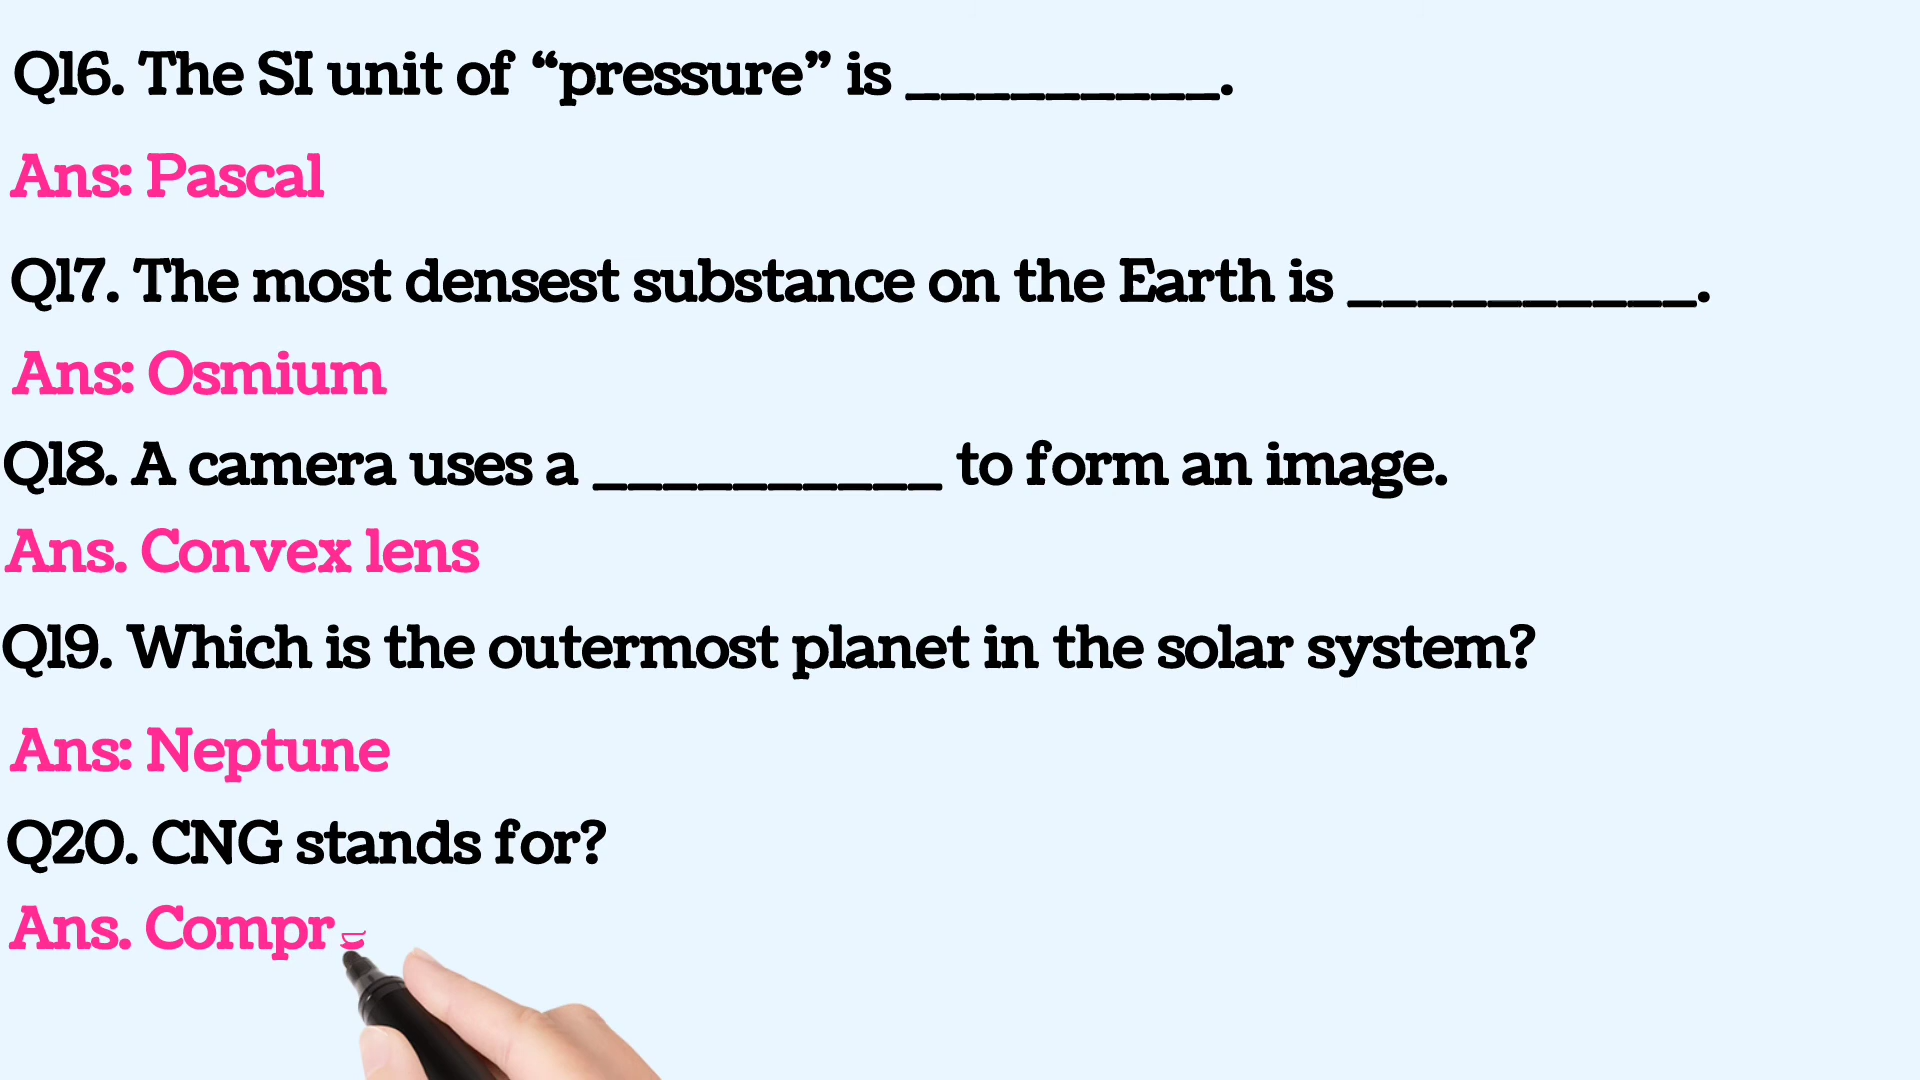 Q16. The SI unit of “pressure” is _________.
Ans: Pascal
Q17. The most densest substance on the Earth is __________.
Ans: Osmium
Q18. A camera uses a __________ to form an image.
Ans. Convex lens
Q19. Which is the outermost planet in the solar system?
Ans: Neptune
Q20. CNG stands for?
Ans. Compr